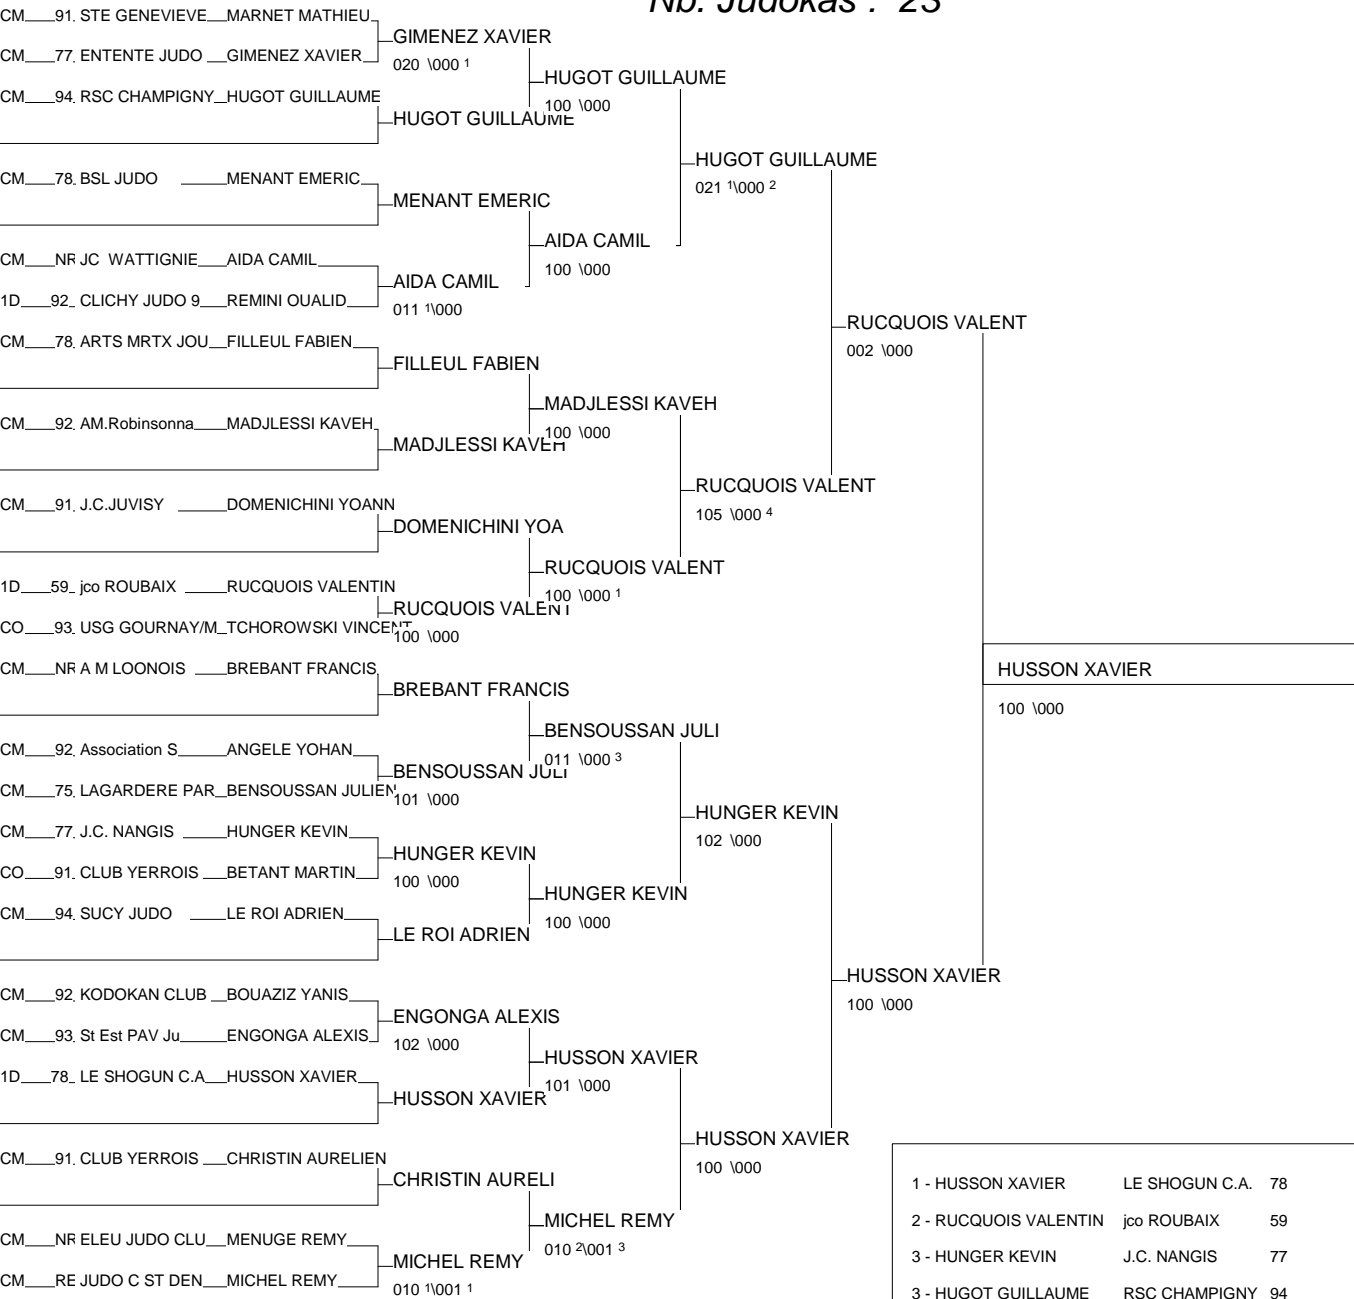 Nb. Judokas : 23
CM 91 STE GENEVIEVE MARNET MATHIEU
GIMENEZ XAVIER
020 \000 1
CM 77 ENTENTE JUDO GIMENEZ XAVIER
HUGOT GUILLAUME
100 \000
CM 94 RSC CHAMPIGNY HUGOT GUILLAUME
HUGOT GUILLAUME
HUGOT GUILLAUME
021 1\000 2
CM 78 BSL JUDO MENANT EMERIC
MENANT EMERIC
AIDA CAMIL
100 \000
CM NR JC WATTIGNIE AIDA CAMIL
AIDA CAMIL
011 1\000
1D 92 CLICHY JUDO 9 REMINI OUALID
RUCQUOIS VALENT
002 \000
CM 78 ARTS MRTX JOU FILLEUL FABIEN
FILLEUL FABIEN
MADJLESSI KAVEH
100 \000
CM 92 AM.Robinsonna MADJLESSI KAVEH
MADJLESSI KAVEH
RUCQUOIS VALENT
105 \000 4
CM 91 J.C.JUVISY DOMENICHINI YOANN
DOMENICHINI YOA
RUCQUOIS VALENT
100 \000 1
1D 59 jco ROUBAIX RUCQUOIS VALENTIN
RUCQUOIS VALENT
100 \000
CO 93 USG GOURNAY/M TCHOROWSKI VINCENT
CM NR A M LOONOIS BREBANT FRANCIS
HUSSON XAVIER
100 \000
BREBANT FRANCIS
BENSOUSSAN JULI
011 \000 3
CM 92 Association S ANGELE YOHAN
BENSOUSSAN JULI
101 \000
CM 75 LAGARDERE PAR BENSOUSSAN JULIEN
HUNGER KEVIN
102 \000
CM 77 J.C. NANGIS HUNGER KEVIN
HUNGER KEVIN
100 \000
CO 91 CLUB YERROIS BETANT MARTIN
HUNGER KEVIN
100 \000
CM 94 SUCY JUDO LE ROI ADRIEN
LE ROI ADRIEN
HUSSON XAVIER
100 \000
CM 92 KODOKAN CLUB BOUAZIZ YANIS
ENGONGA ALEXIS
102 \000
CM 93 St Est PAV Ju ENGONGA ALEXIS
HUSSON XAVIER
101 \000
1D 78 LE SHOGUN C.A HUSSON XAVIER
HUSSON XAVIER
HUSSON XAVIER
100 \000
CM 91 CLUB YERROIS CHRISTIN AURELIEN
CHRISTIN AURELI
MICHEL REMY
010 2\001 3
CM NR ELEU JUDO CLU MENUGE REMY
MICHEL REMY
010 1\001 1
CM RE JUDO C ST DEN MICHEL REMY
1 - HUSSON XAVIER LE SHOGUN C.A. 78
2 - RUCQUOIS VALENTIN jco ROUBAIX 59
3 - HUNGER KEVIN J.C. NANGIS 77
3 - HUGOT GUILLAUME RSC CHAMPIGNY 94